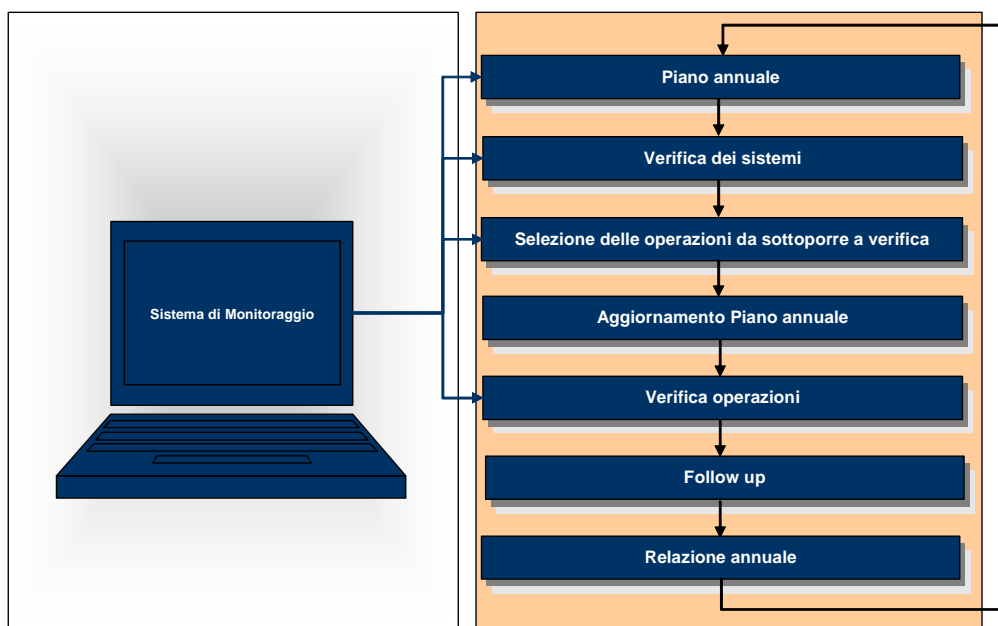 Sistema di Monitoraggio
Piano annuale
Verifica dei sistemi
Selezione delle operazioni da sottoporre a verifica
Aggiornamento Piano annuale
Verifica operazioni
Follow up
Relazione annuale